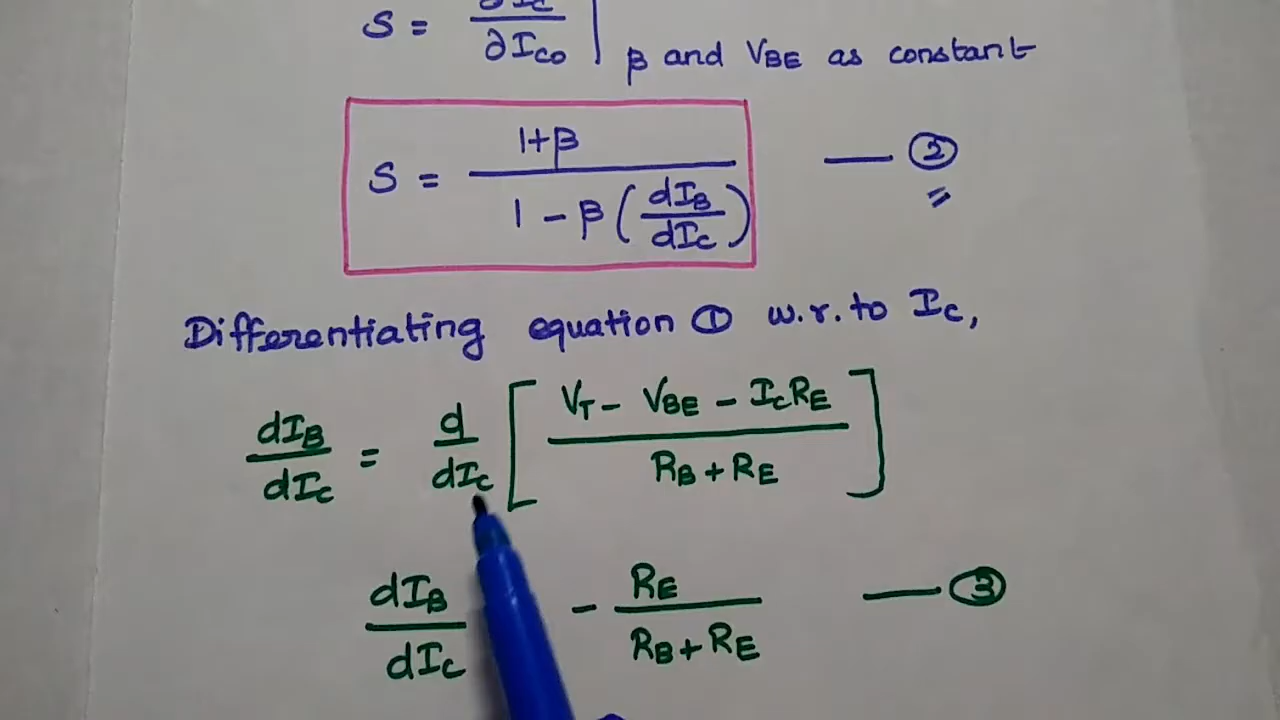 S = ∂Ic / ∂Ico | β and VBE as constant
S = 1+β / 1 - β (dIB / dIc) — ②
Differentiating equation ① w.r.to Ic,
dIB / dIc = d / dIc [ VT - VBE - IcRE / RB + RE ]
dIB / dIc - RE / RB + RE — ③